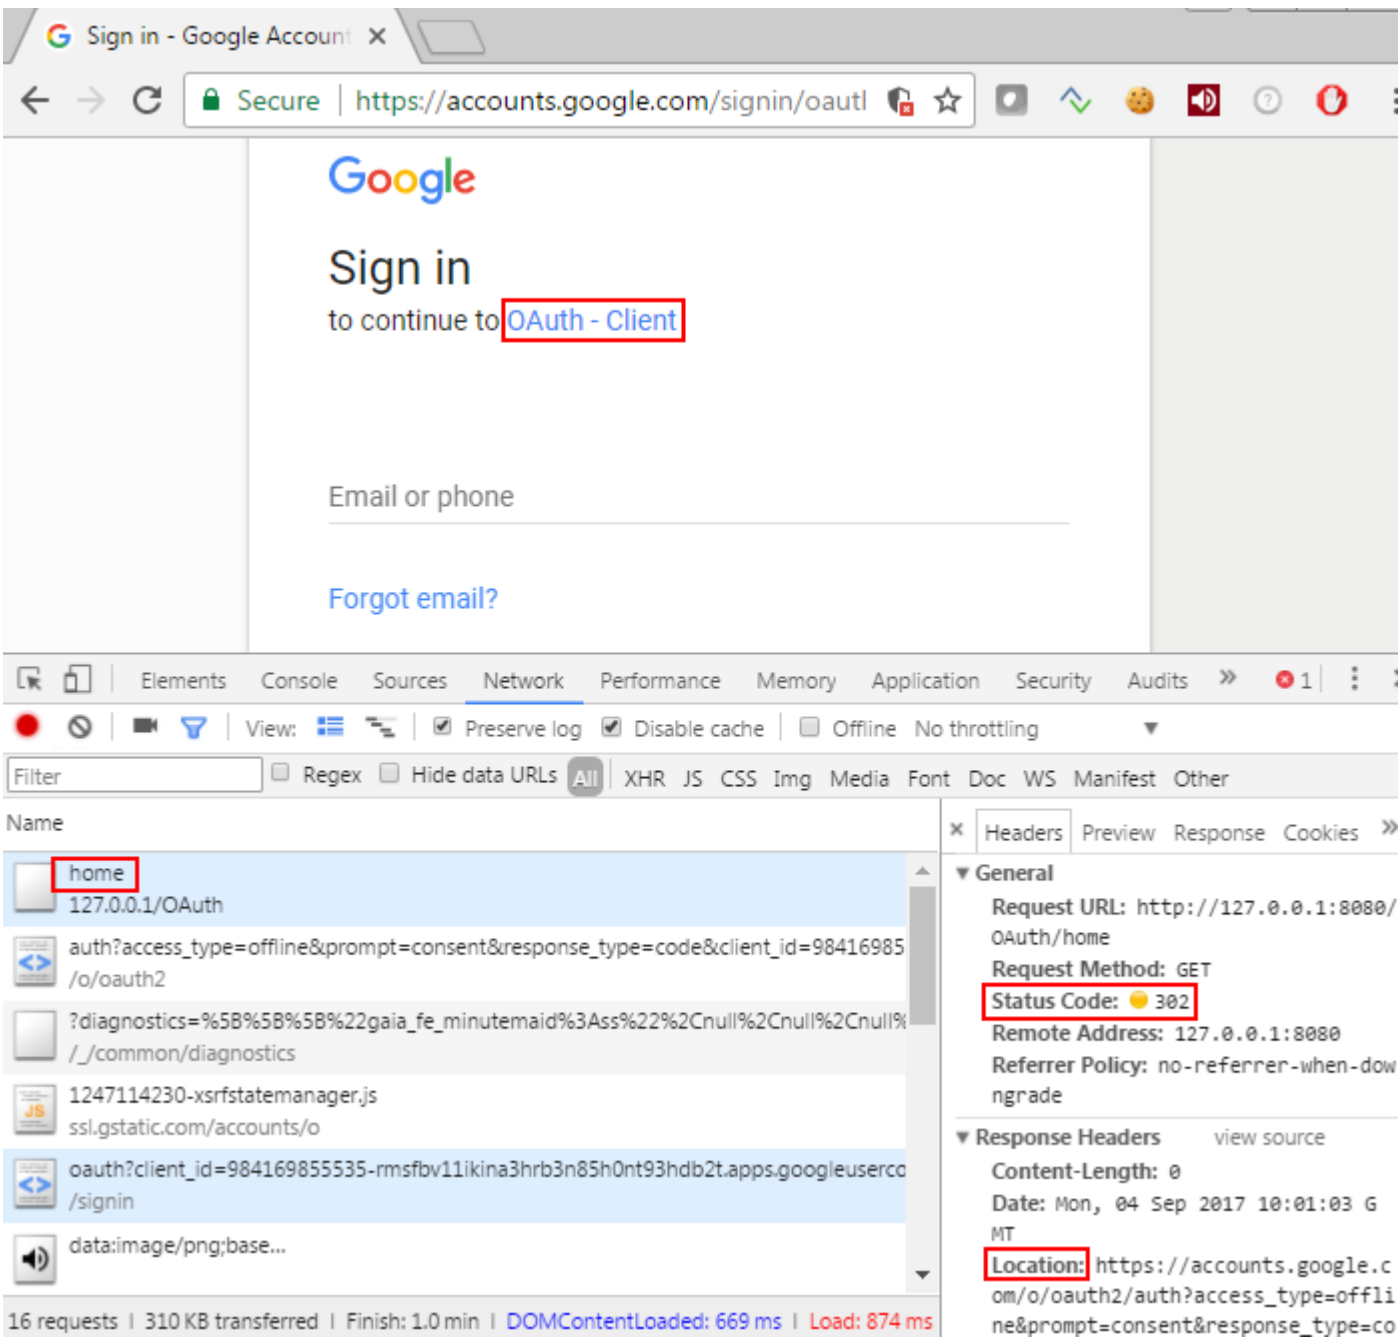 Sign in - Google Account
Secure https://accounts.google.com/signin/oautl
Google
Sign in
to continue to OAuth - Client
Email or phone
Forgot email?
Elements Console Sources Network Performance Memory Application Security Audits » 1
View: Preserve log Disable cache Offline No throttling
Filter Regex Hide data URLs All XHR JS CSS Img Media Font Doc WS Manifest Other
Name
home
127.0.0.1/OAuth
auth?access_type=offline&prompt=consent&response_type=code&client_id=98416985
/o/oauth2
?diagnostics=%5B%5B%5B%22gaia_fe_minutemaid%3Ass%22%2Cnull%2Cnull%2Cnull%
/_/common/diagnostics
1247114230-xsrfstatemanager.js
ssl.gstatic.com/accounts/o
oauth?client_id=984169855535-rmsfbv11ikina3hrb3n85h0nt93hdb2t.apps.googleuserco
/signin
data:image/png;base...
16 requests | 310 KB transferred | Finish: 1.0 min | DOMContentLoaded: 669 ms | Load: 874 ms
× Headers Preview Response Cookies »
General
Request URL: http://127.0.0.1:8080/
OAuth/home
Request Method: GET
Status Code: 302
Remote Address: 127.0.0.1:8080
Referrer Policy: no-referrer-when-dow
ngrade
Response Headers view source
Content-Length: 0
Date: Mon, 04 Sep 2017 10:01:03 G
MT
Location: https://accounts.google.c
om/o/oauth2/auth?access_type=offli
ne&prompt=consent&response_type=co